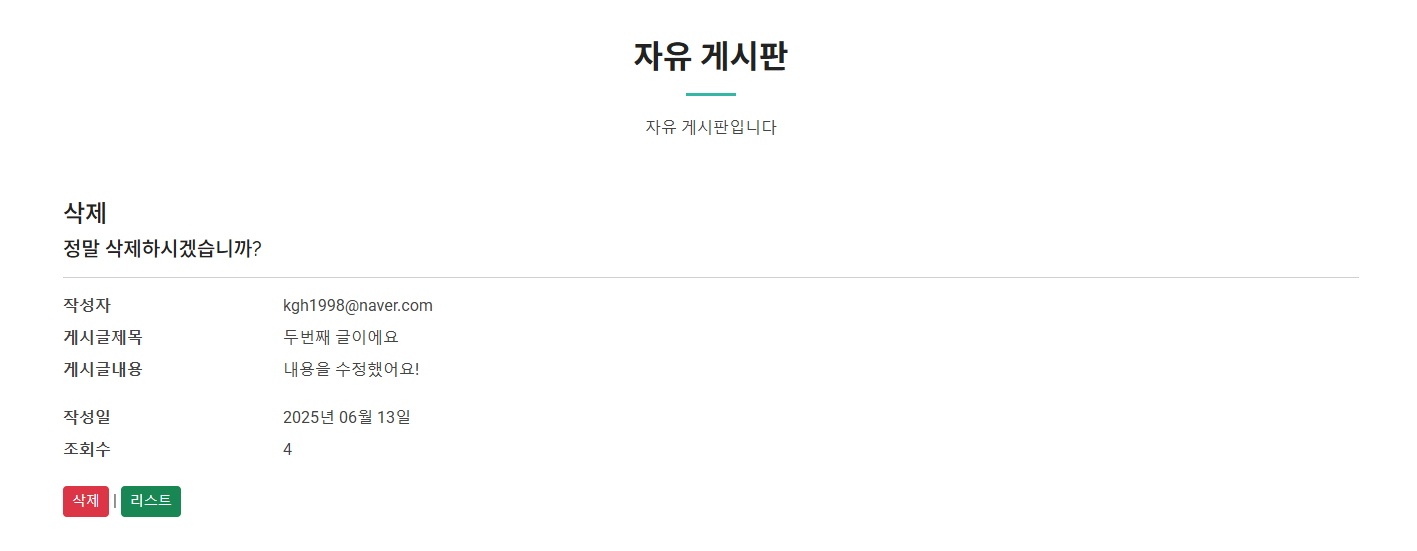 자유 게시판
자유 게시판입니다
삭제
정말 삭제하시겠습니까?
작성자 kgh1998@naver.com
게시글제목 두번째 글이에요
게시글내용 내용을 수정했어요!
작성일 2025년 06월 13일
조회수 4
삭제 | 리스트